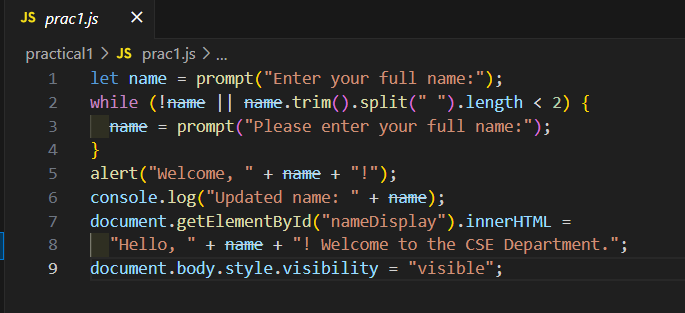 JS prac1.js ×
practical1 > JS prac1.js > ...
1 let name = prompt("Enter your full name:");
2 while (!name || name.trim().split(" ").length < 2) {
3   name = prompt("Please enter your full name:");
4 }
5 alert("Welcome, " + name + "!");
6 console.log("Updated name: " + name);
7 document.getElementById("nameDisplay").innerHTML =
8   "Hello, " + name + "! Welcome to the CSE Department.";
9 document.body.style.visibility = "visible";